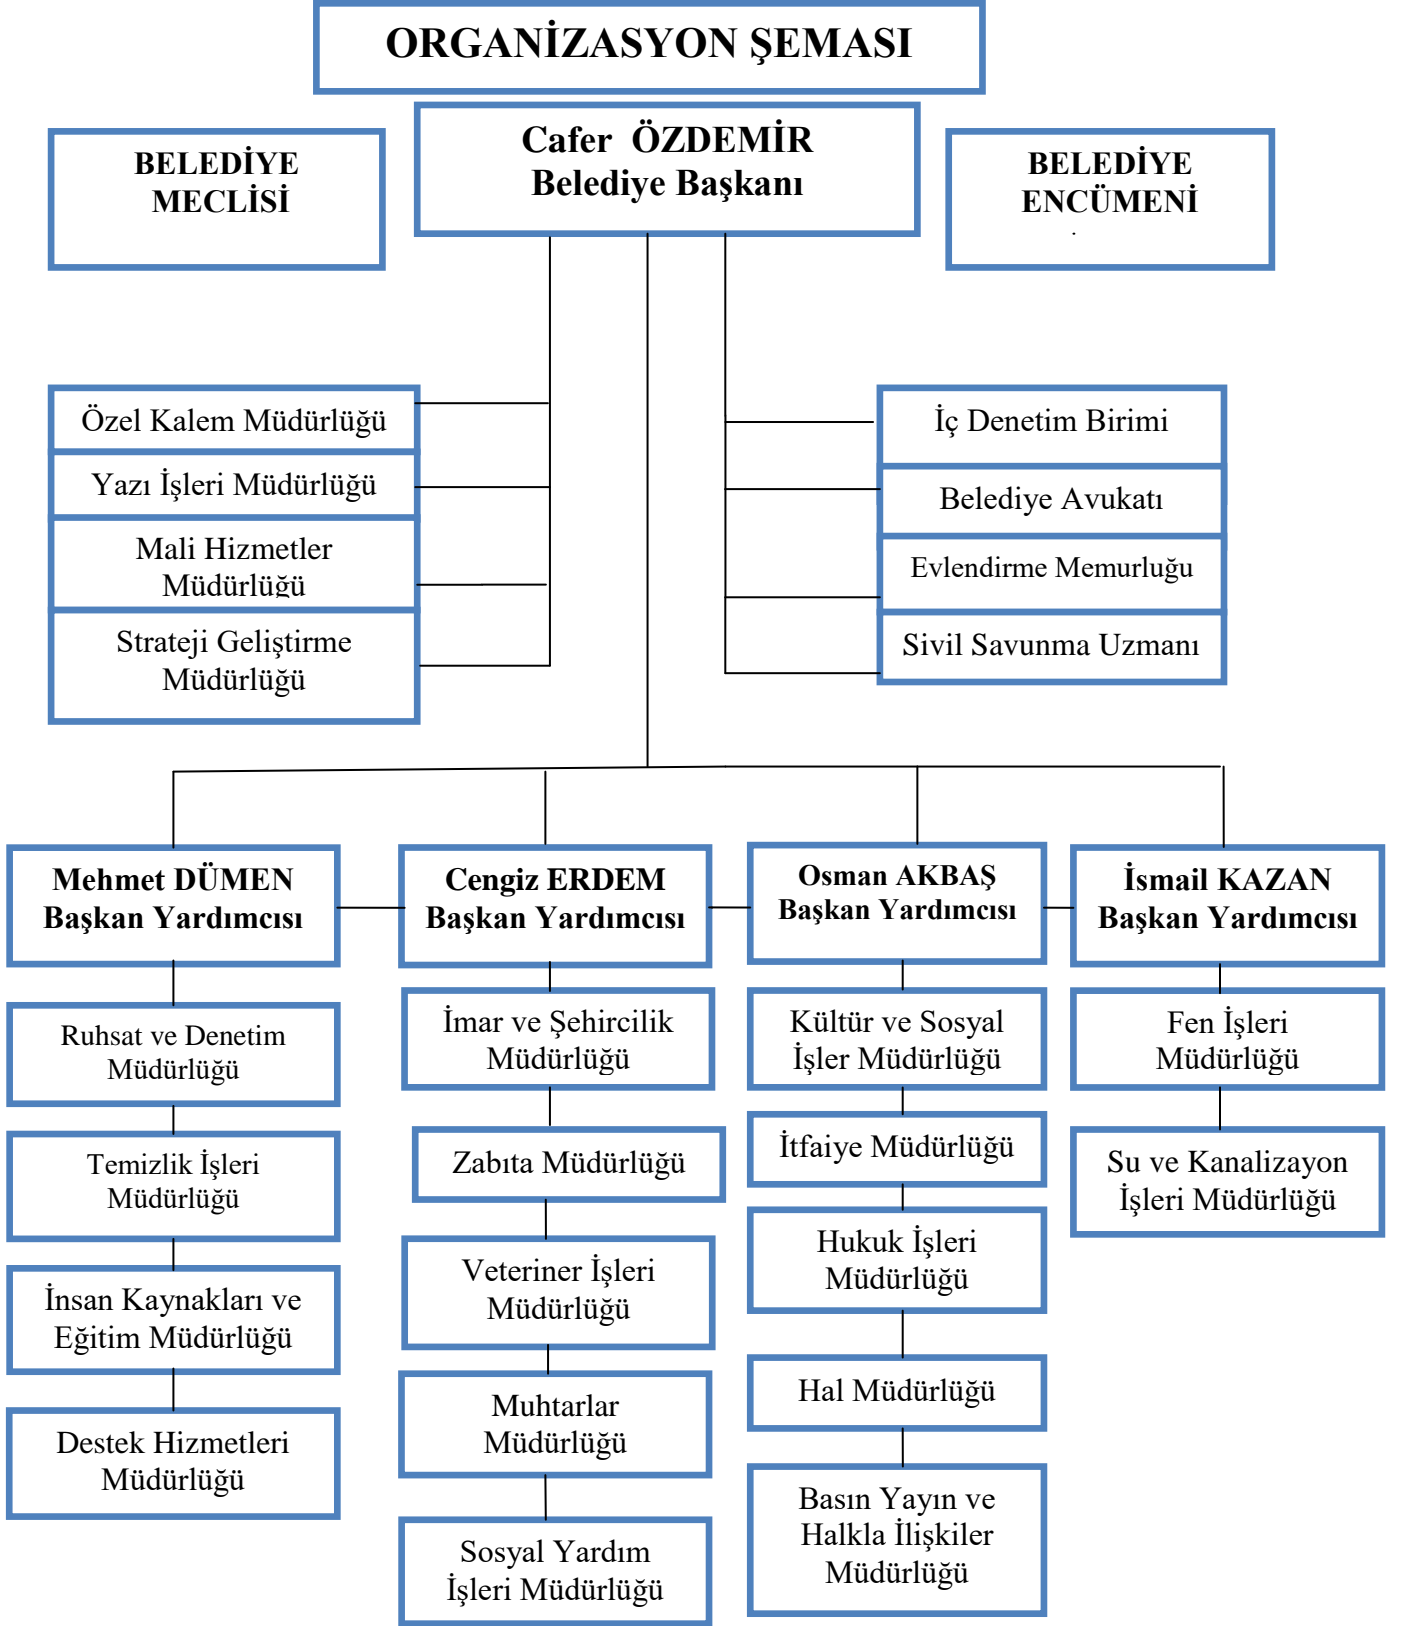 ORGANİZASYON ŞEMASI
Cafer ÖZDEMİR
Belediye Başkanı
BELEDİYE
MECLİSİ
BELEDİYE
ENCÜMENİ
Özel Kalem Müdürlüğü
Yazı İşleri Müdürlüğü
Mali Hizmetler
Müdürlüğü
Strateji Geliştirme
Müdürlüğü
İç Denetim Birimi
Belediye Avukatı
Evlendirme Memurluğu
Sivil Savunma Uzmanı
Mehmet DÜMEN
Başkan Yardımcısı
Cengiz ERDEM
Başkan Yardımcısı
Osman AKBAŞ
Başkan Yardımcısı
İsmail KAZAN
Başkan Yardımcısı
Ruhsat ve Denetim
Müdürlüğü
Temizlik İşleri
Müdürlüğü
İnsan Kaynakları ve
Eğitim Müdürlüğü
Destek Hizmetleri
Müdürlüğü
İmar ve Şehircilik
Müdürlüğü
Zabıta Müdürlüğü
Veteriner İşleri
Müdürlüğü
Muhtarlar
Müdürlüğü
Sosyal Yardım
İşleri Müdürlüğü
Kültür ve Sosyal
İşler Müdürlüğü
İtfaiye Müdürlüğü
Hukuk İşleri
Müdürlüğü
Hal Müdürlüğü
Basın Yayın ve
Halkla İlişkiler
Müdürlüğü
Fen İşleri
Müdürlüğü
Su ve Kanalizayon
İşleri Müdürlüğü